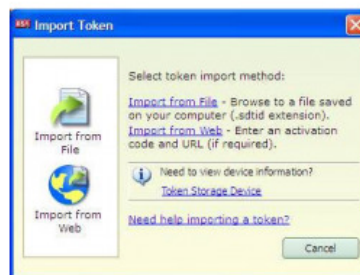 RSA Import Token
Select token import method:
Import from File - Browse to a file saved
on your computer (.sdtid extension).
Import from Web - Enter an activation
code and URL (if required).
Import from
File
Need to view device information?
Token Storage Device
Import from
Web
Need help importing a token?
Cancel